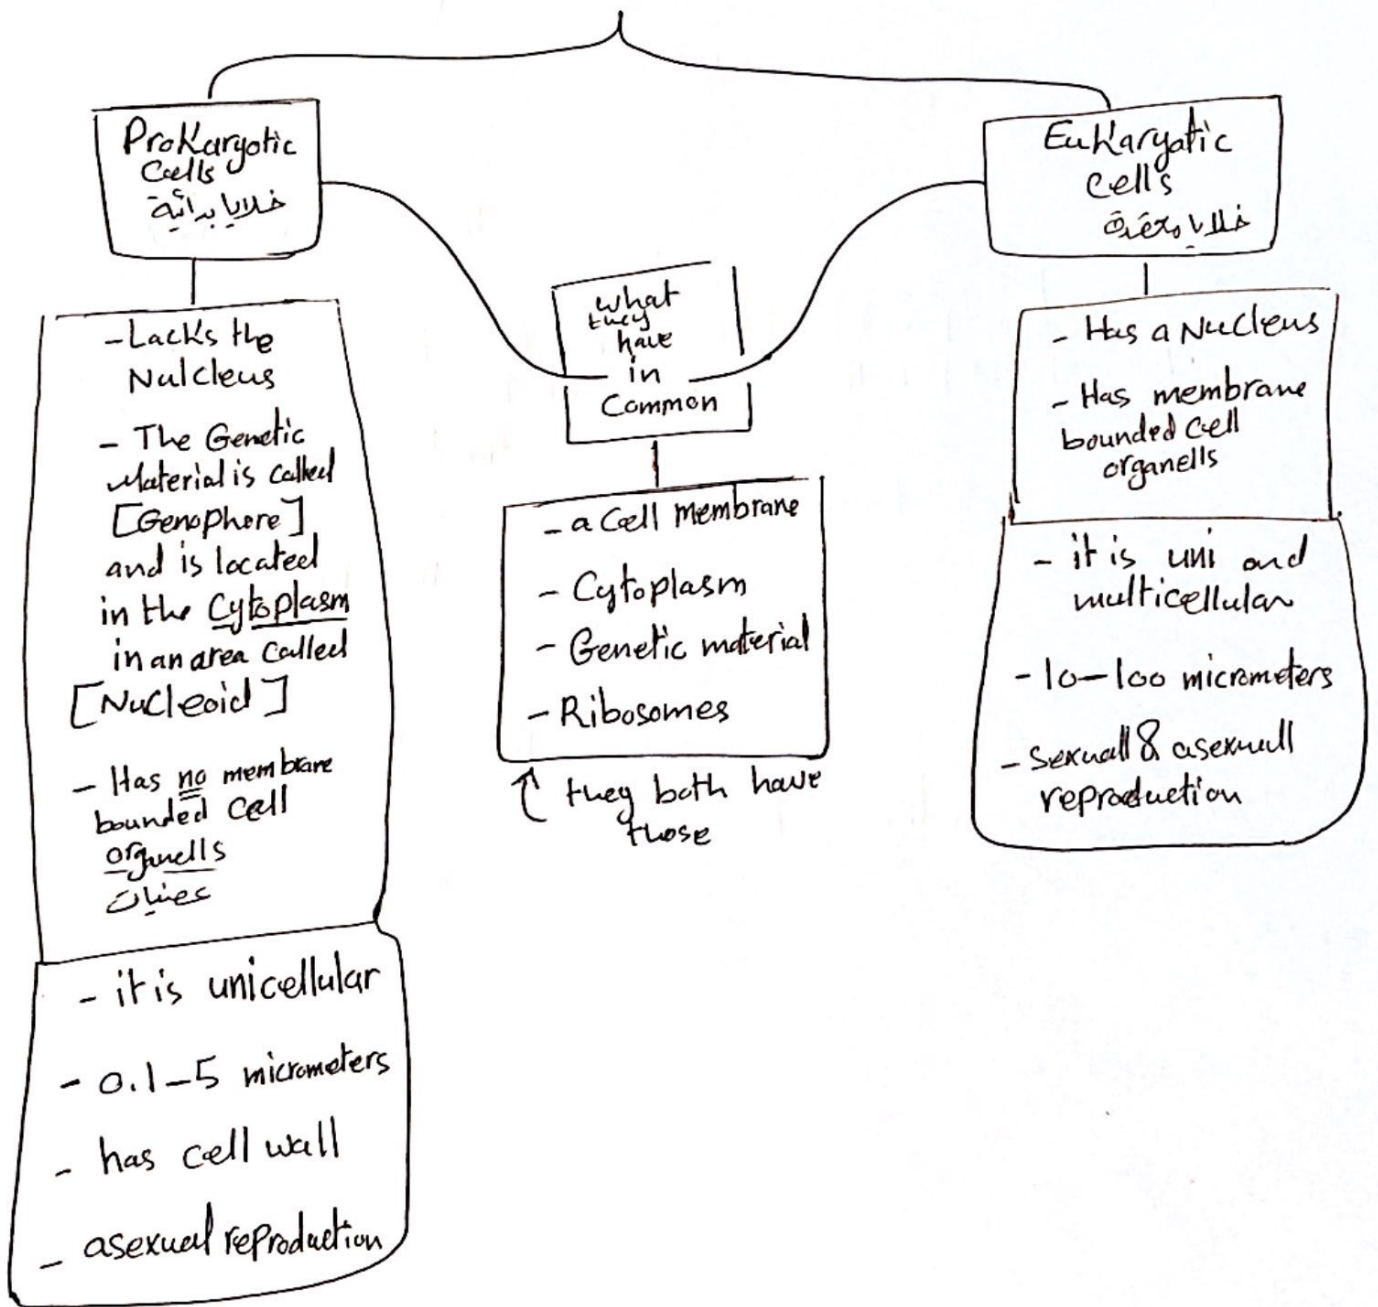 Prokaryotic
Cells
خلايا بدائية
Eukaryotic
Cells
خلايا معقدة
-Lacks the
Nulcleus
- The Genetic
Material is called
[Genophore]
and is located
in the Cytoplasm
in an area called
[Nucleoid]
- Has no membrane
bounded cell
organells
عضيات
- it is unicellular
- 0.1-5 micrometers
- has cell wall
- asexual reproduction
what
they
have
in
Common
- a Cell membrane
- Cytoplasm
- Genetic material
- Ribosomes
they both have
those
- Has a Nucleus
- Has membrane
bounded cell
organells
- it is uni and
multicellular
- 10-100 micrometers
- sexuall & asexuall
reproduction